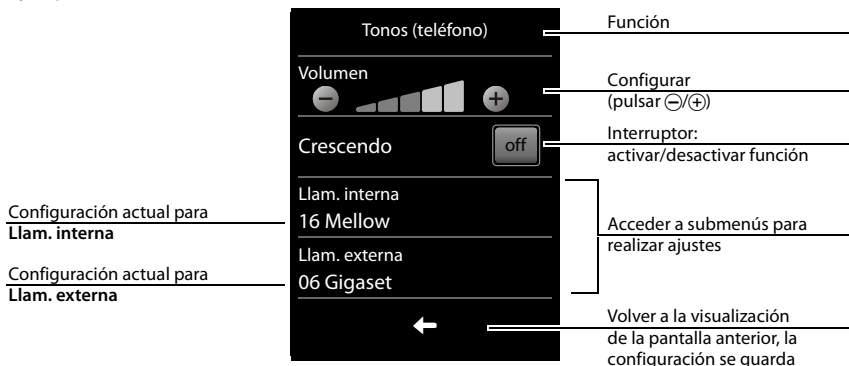 Tonos (teléfono)
Volumen
Crescendo
off
Llam. interna
16 Mellow
Llam. externa
06 Gigaset
Configuración actual para
Llam. interna
Configuración actual para
Llam. externa
Función
Configurar
(pulsar −/+)
Interruptor:
activar/desactivar función
Acceder a submenús para
realizar ajustes
Volver a la visualización
de la pantalla anterior, la
configuración se guarda